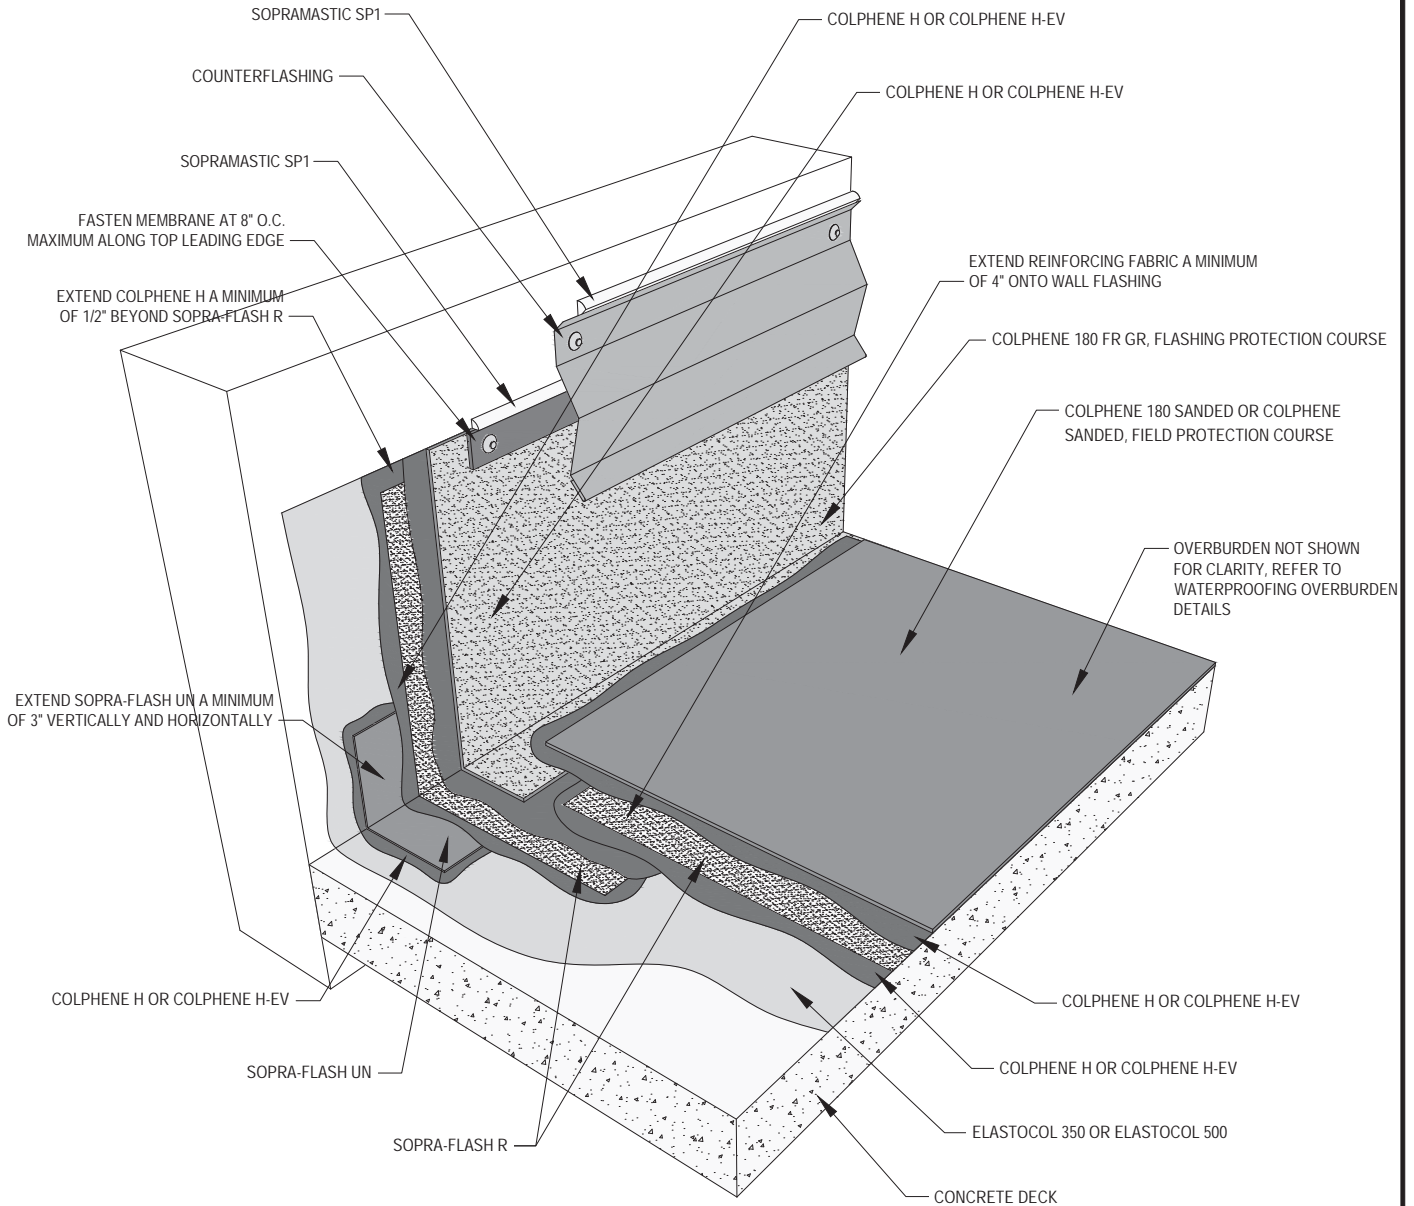 SOPRAMASTIC SP1
COLPHENE H OR COLPHENE H-EV
COUNTERFLASHING
COLPHENE H OR COLPHENE H-EV
SOPRAMASTIC SP1
FASTEN MEMBRANE AT 8" O.C.
MAXIMUM ALONG TOP LEADING EDGE
EXTEND REINFORCING FABRIC A MINIMUM
OF 4" ONTO WALL FLASHING
EXTEND COLPHENE H A MINIMUM
OF 1/2" BEYOND SOPRA-FLASH R
COLPHENE 180 FR GR, FLASHING PROTECTION COURSE
COLPHENE 180 SANDED OR COLPHENE
SANDED, FIELD PROTECTION COURSE
OVERBURDEN NOT SHOWN
FOR CLARITY, REFER TO
WATERPROOFING OVERBURDEN
DETAILS
EXTEND SOPRA-FLASH UN A MINIMUM
OF 3" VERTICALLY AND HORIZONTALLY
COLPHENE H OR COLPHENE H-EV
COLPHENE H OR COLPHENE H-EV
SOPRA-FLASH UN
COLPHENE H OR COLPHENE H-EV
SOPRA-FLASH R
ELASTOCOL 350 OR ELASTOCOL 500
CONCRETE DECK